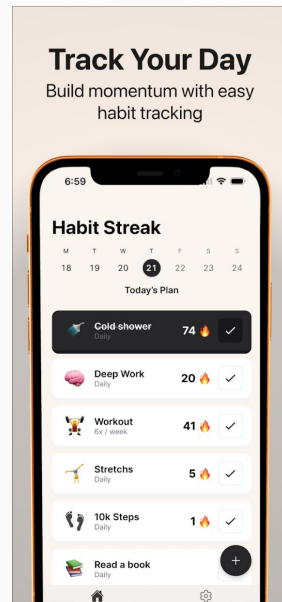 Track Your Day
Build momentum with easy
habit tracking
6:59
Habit Streak
M T W T F S S
18 19 20 21 22 23 24
Today's Plan
Cold shower 74
Daily
Deep Work 20
Daily
Workout 41
6x / week
Stretchs 5
Daily
10k Steps 1
Daily
Read a book
Daily